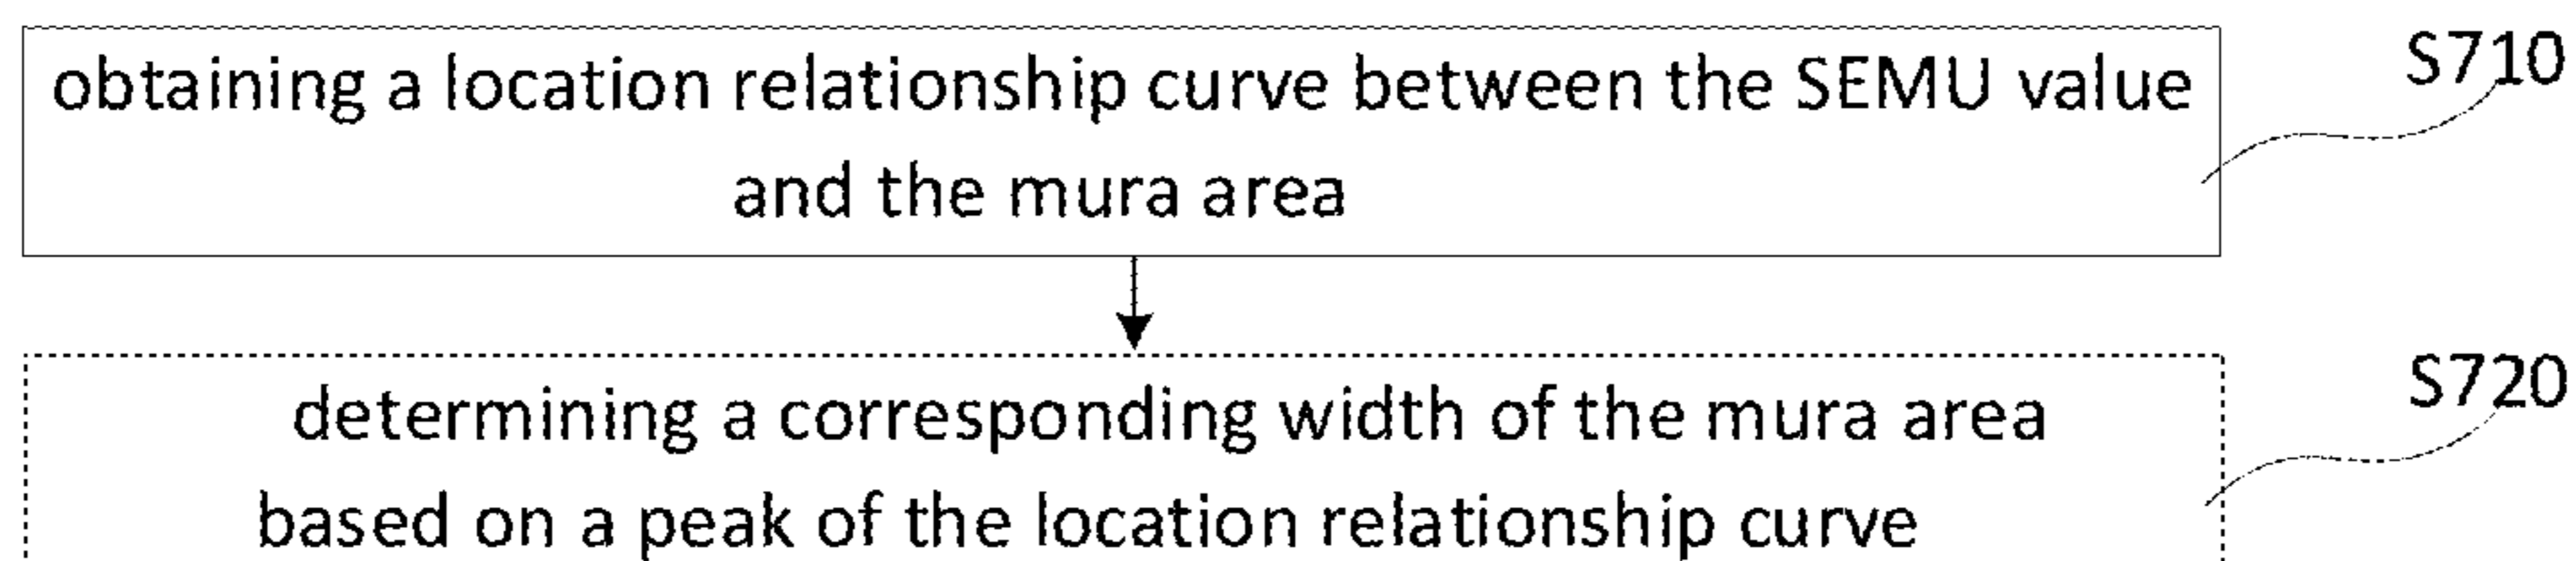 obtaining a location relationship curve between the SEMU value
and the mura area
S710
determining a corresponding width of the mura area
based on a peak of the location relationship curve
S720